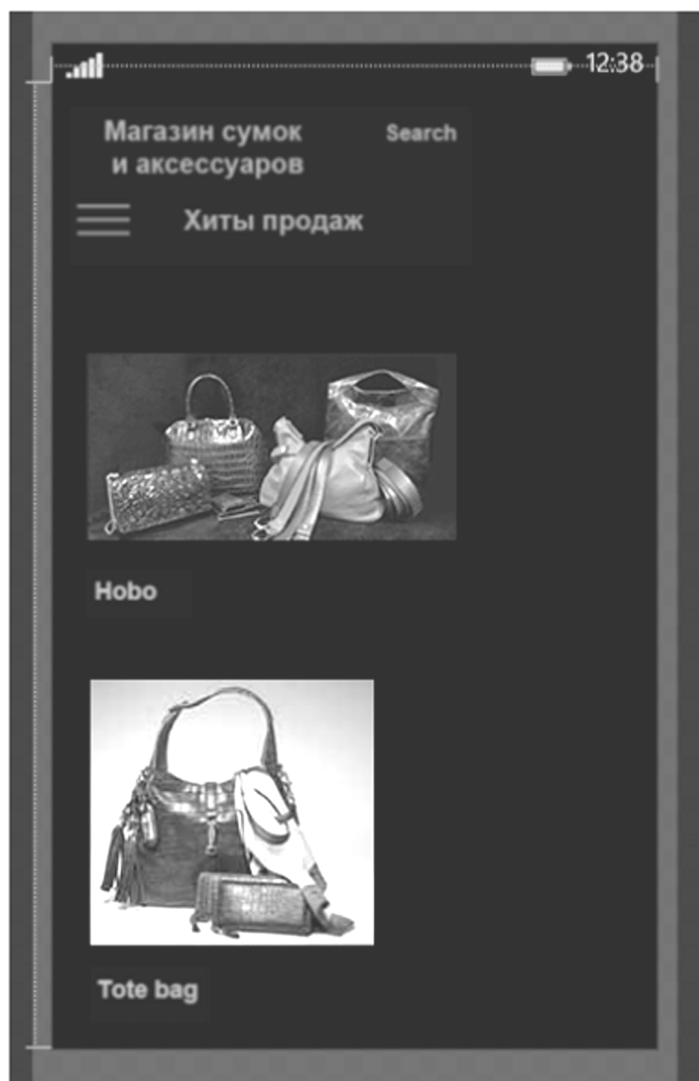 12:38
Магазин сумок Search
и аксессуаров
Хиты продаж
Hobo
Tote bag